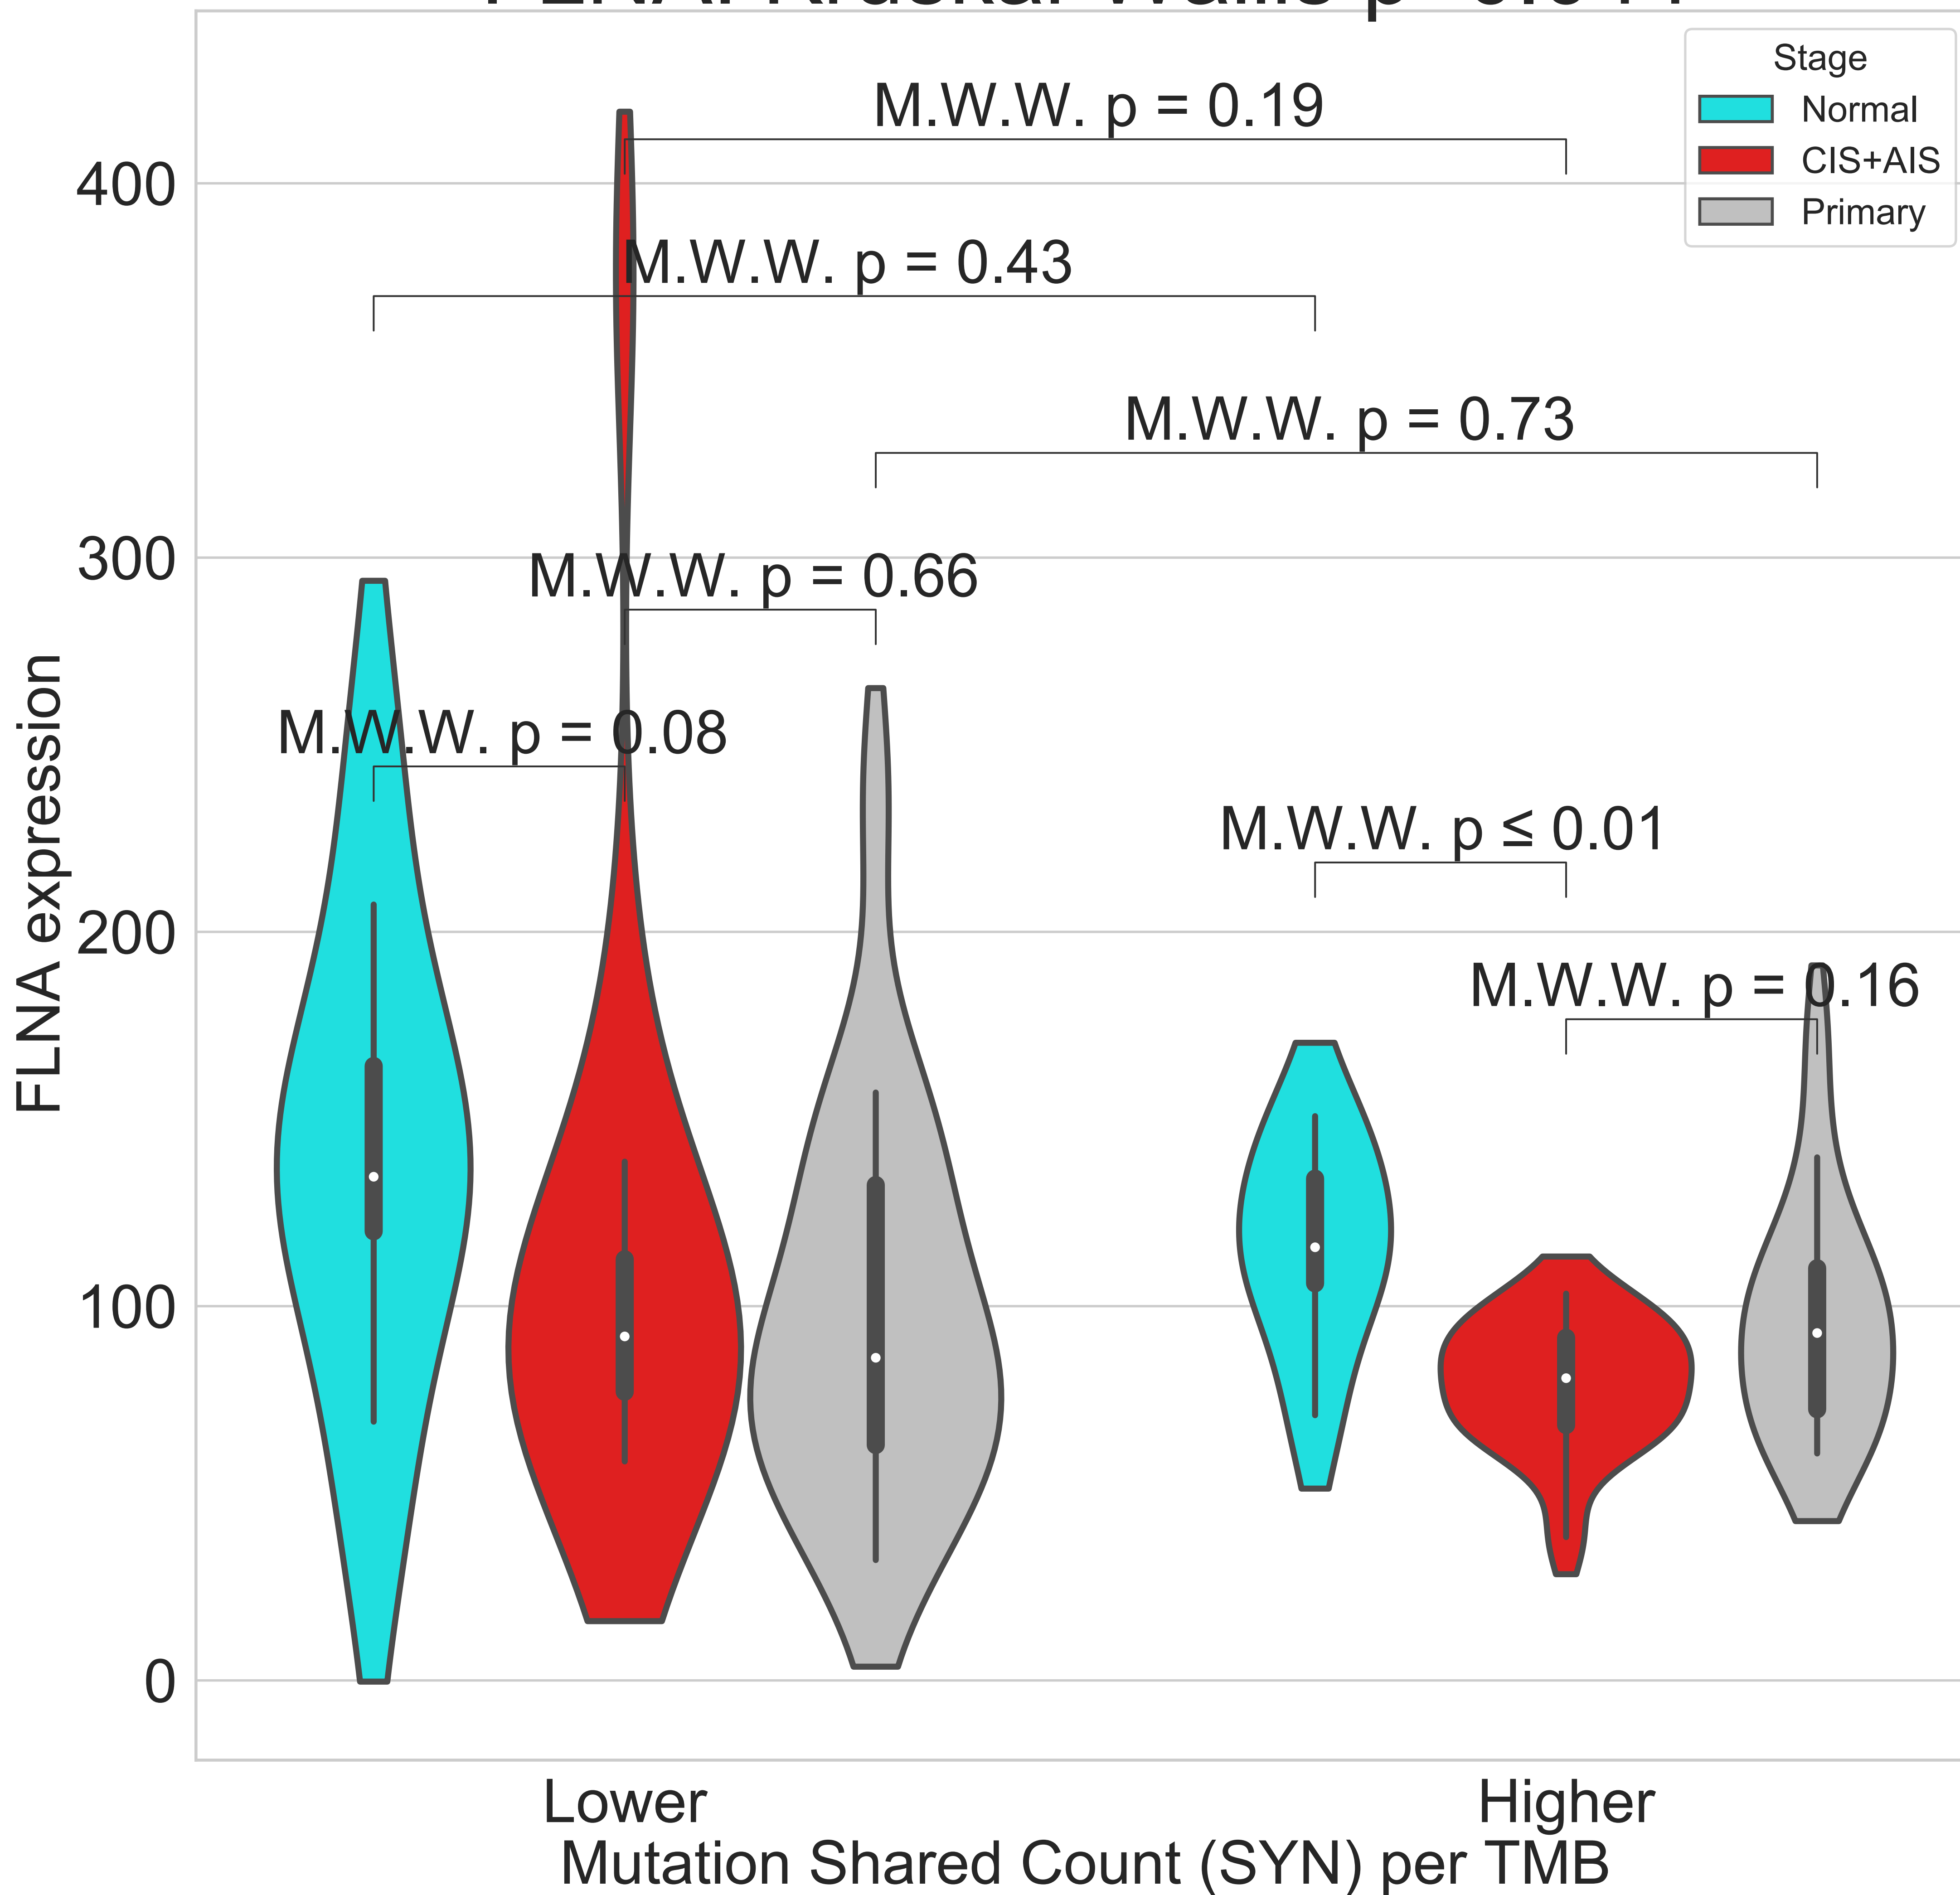 Stage
Normal
CIS+AIS
Primary
M.W.W. p = 0.19
M.W.W. p = 0.43
M.W.W. p = 0.73
M.W.W. p = 0.66
M.W.W. p = 0.08
M.W.W. p ≤ 0.01
M.W.W. p = 0.16
400
300
200
100
0
FLNA expression
Lower
Higher
Mutation Shared Count (SYN) per TMB